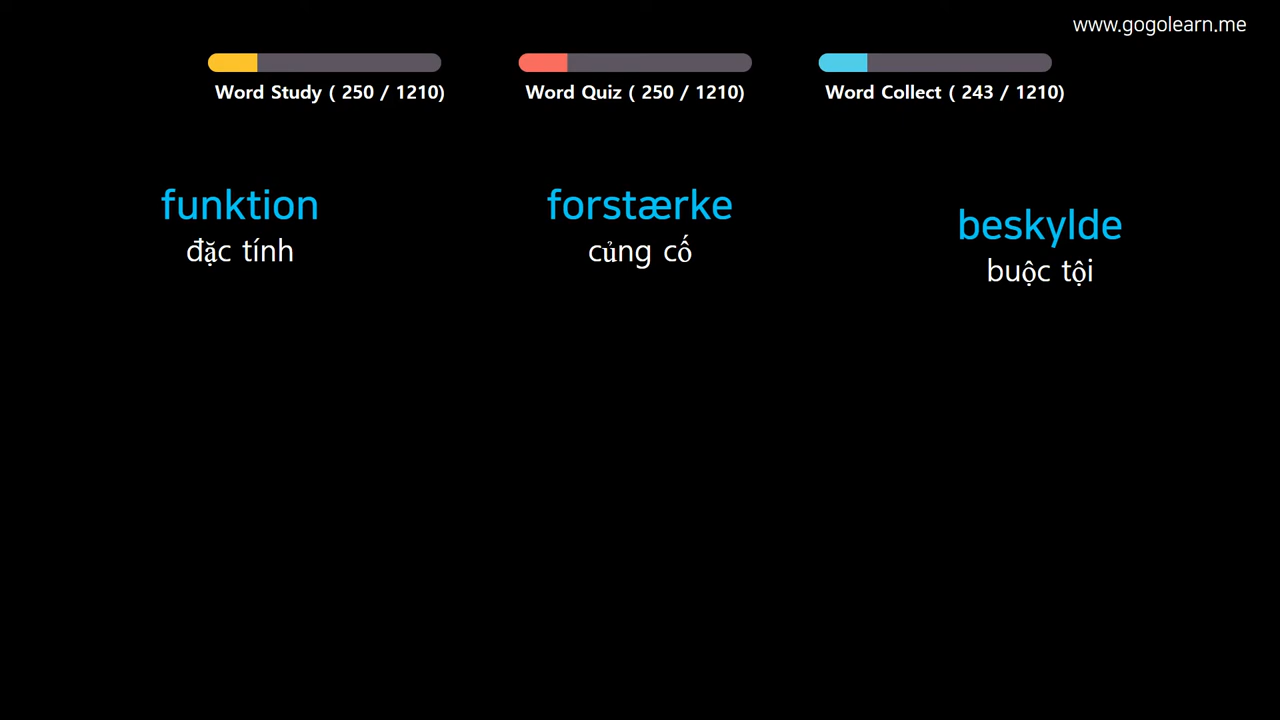 www.gogolearn.me
Word Study ( 250 / 1210)
Word Quiz ( 250 / 1210)
Word Collect ( 243 / 1210)
funktion
đặc tính
forstærke
củng cố
beskylde
buộc tội